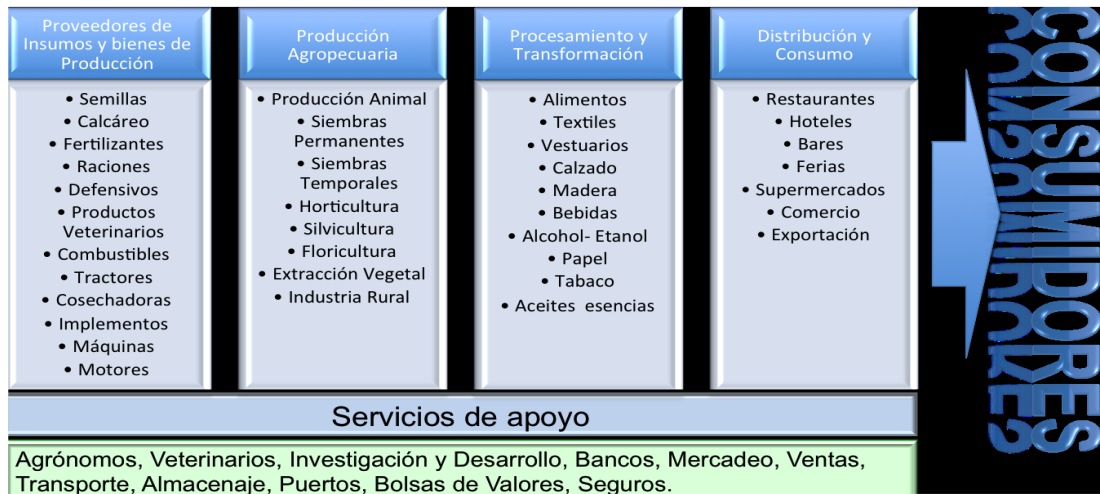 Proveedores de
Insumos y bienes de
Producción
• Semillas
• Calcáreo
• Fertilizantes
• Raciones
• Defensivos
• Productos
Veterinarios
• Combustibles
• Tractores
• Cosechadoras
• Implementos
• Máquinas
• Motores
Producción
Agropecuaria
• Producción Animal
• Siembras
Permanentes
• Siembras
Temporales
• Horticultura
• Silvicultura
• Floricultura
• Extracción Vegetal
• Industria Rural
Procesamiento y
Transformación
• Alimentos
• Textiles
• Vestuarios
• Calzado
• Madera
• Bebidas
• Alcohol- Etanol
• Papel
• Tabaco
• Aceites esencias
Distribución y
Consumo
• Restaurantes
• Hoteles
• Bares
• Ferias
• Supermercados
• Comercio
• Exportación
CONSUMIDORES
Servicios de apoyo
Agrónomos, Veterinarios, Investigación y Desarrollo, Bancos, Mercadeo, Ventas,
Transporte, Almacenaje, Puertos, Bolsas de Valores, Seguros.